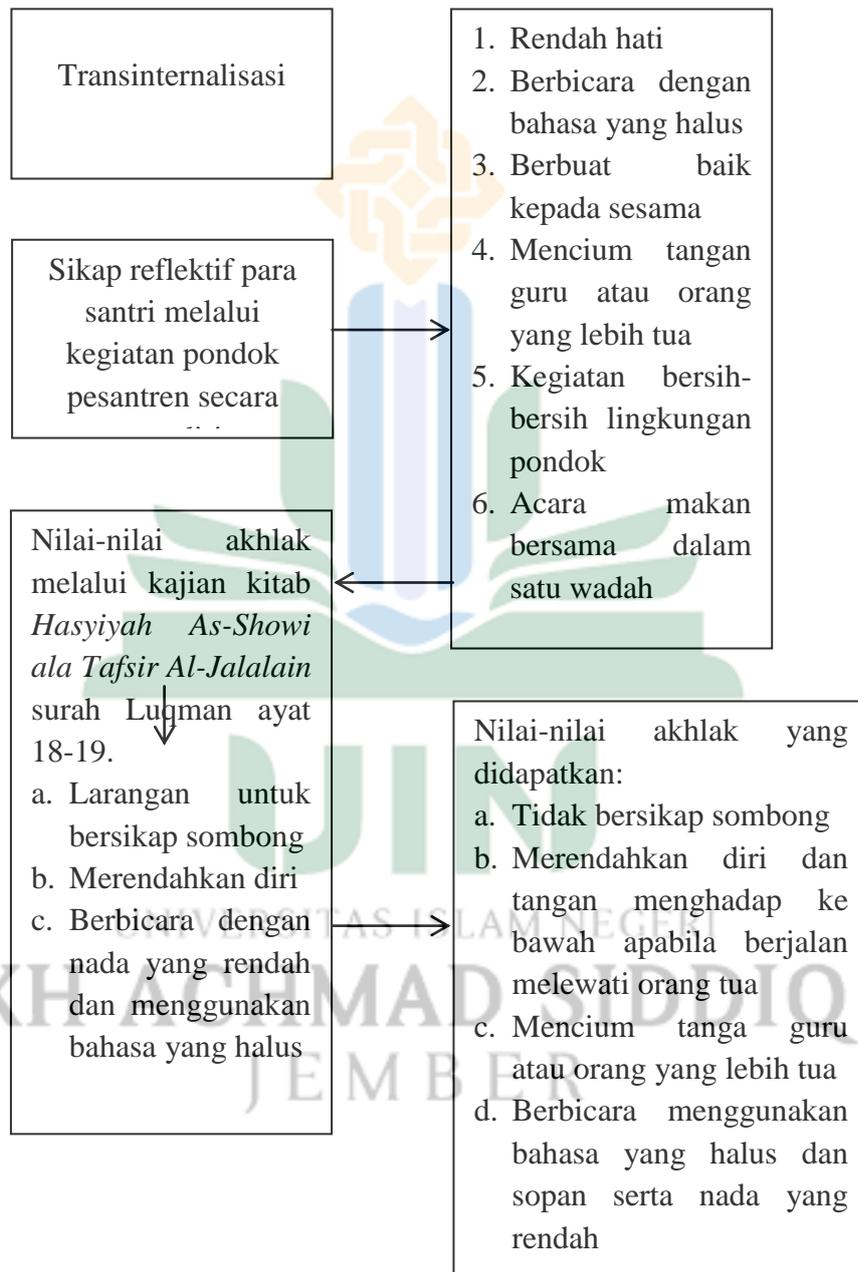 Transinternalisasi
Sikap reflektif para
santri melalui
kegiatan pondok
pesantren secara
1. Rendah hati
2. Berbicara dengan
bahasa yang halus
3. Berbuat baik
kepada sesama
4. Mencium tangan
guru atau orang
yang lebih tua
5. Kegiatan bersih-
bersih lingkungan
pondok
6. Acara makan
bersama dalam
satu wadah
Nilai-nilai akhlak
melalui kajian kitab
Hasyiyah As-Showi
ala Tafsir Al-Jalalain
surah Luqman ayat
18-19.
a. Larangan untuk
bersikap sombong
b. Merendahkan diri
c. Berbicara dengan
nada yang rendah
dan menggunakan
bahasa yang halus
Nilai-nilai akhlak yang
didapatkan:
a. Tidak bersikap sombong
b. Merendahkan diri dan
tangan menghadap ke
bawah apabila berjalan
melewati orang tua
c. Mencium tanga guru
atau orang yang lebih tua
d. Berbicara menggunakan
bahasa yang halus dan
sopan serta nada yang
rendah
UIN
UNIVERSITAS ISLAM NEGERI
KH ACHMAD SIDDIQ
JEMBER